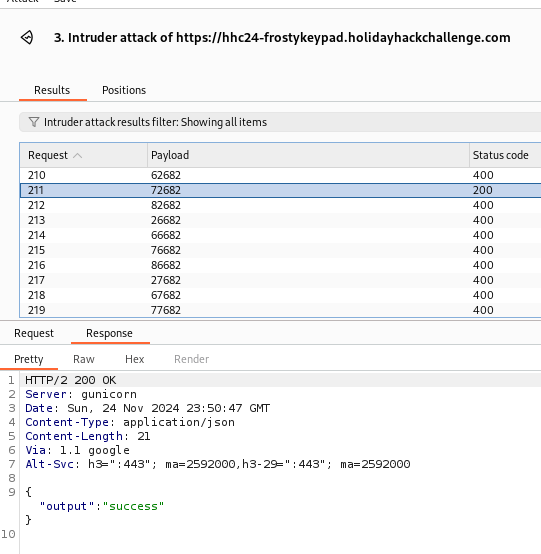 Attack Save
3. Intruder attack of https://hhc24-frostykeypad.holidayhackchallenge.com
Results Positions
Intruder attack results filter: Showing all items
Request Payload Status code
210 62682 400
211 72682 200
212 82682 400
213 26682 400
214 66682 400
215 76682 400
216 86682 400
217 27682 400
218 67682 400
219 77682 400
Request Response
Pretty Raw Hex Render
1 HTTP/2 200 OK
2 Server: gunicorn
3 Date: Sun, 24 Nov 2024 23:50:47 GMT
4 Content-Type: application/json
5 Content-Length: 21
6 Via: 1.1 google
7 Alt-Svc: h3=":443"; ma=2592000,h3-29=":443"; ma=2592000
8
9 {
"output":"success"
}
10